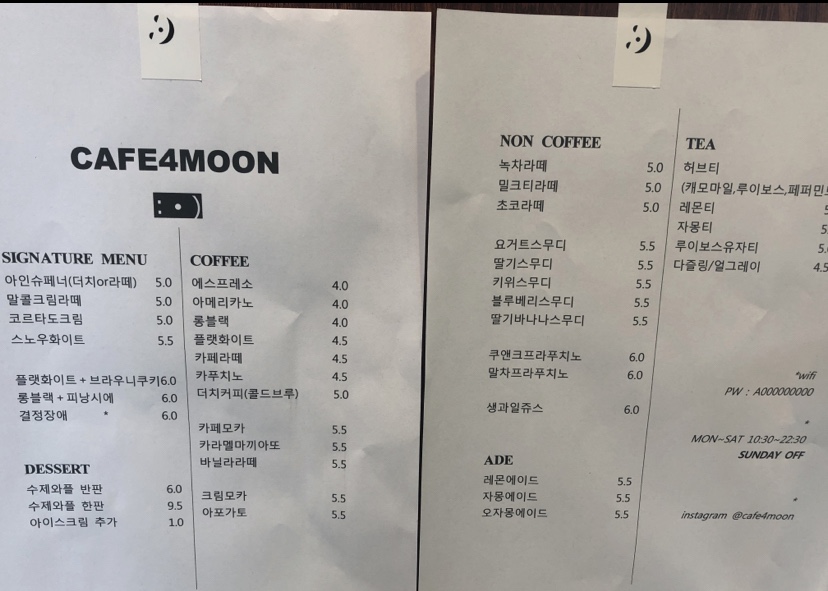 CAFE4MOON
SIGNATURE MENU
아인슈페너(더치or라떼) 5.0
말콜크림라떼 5.0
코르타도크림 5.0
스노우화이트 5.5
플랫화이트 + 브라우니쿠키6.0
롱블랙 + 피낭시에 6.0
결정장애 * 6.0
DESSERT
수제와플 반판 6.0
수제와플 한판 9.5
아이스크림 추가 1.0
COFFEE
에스프레소 4.0
아메리카노 4.0
롱블랙 4.0
플랫화이트 4.5
카페라떼 4.5
카푸치노 4.5
더치커피(콜드브루) 5.0
카페모카 5.5
카라멜마끼아또 5.5
바닐라라떼 5.5
크림모카 5.5
아포가토 5.5
NON COFFEE
녹차라떼 5.0
밀크티라떼 5.0
초코라떼 5.0
요거트스무디 5.5
딸기스무디 5.5
키위스무디 5.5
블루베리스무디 5.5
딸기바나나스무디 5.5
쿠앤크프라푸치노 6.0
말차프라푸치노 6.0
생과일쥬스 6.0
ADE
레몬에이드 5.5
자몽에이드 5.5
오자몽에이드 5.5
TEA
허브티
(캐모마일,루이보스,페퍼민
레몬티
자몽티
루이보스유자티 5.0
다즐링/얼그레이 4.5
*wifi
PW : A000000000
*
MON~SAT 10:30~22:30
SUNDAY OFF
*
instagram @cafe4moon